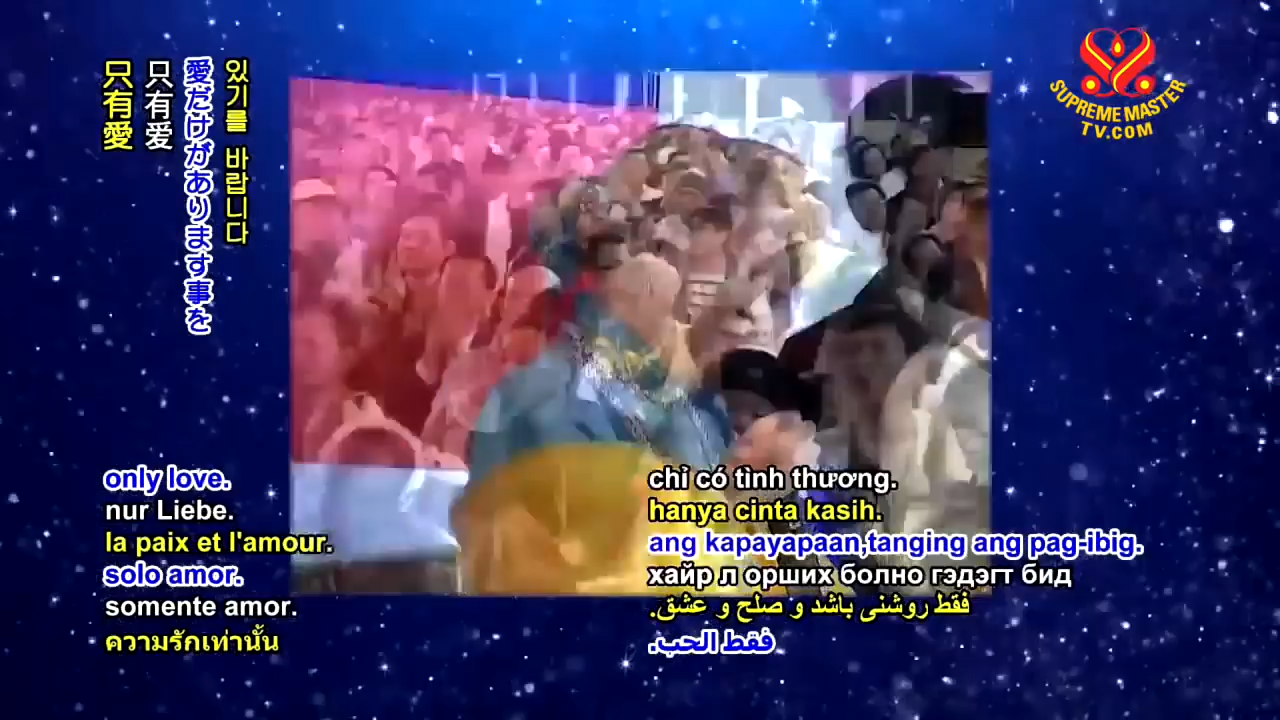 只有愛
只有爱
愛だけがあります事を
있기를 바랍니다
SUPREME MASTER
TV.COM
only love.
nur Liebe.
la paix et l'amour.
solo amor.
somente amor.
ความรักเท่านั้น
chỉ có tình thương.
hanya cinta kasih.
ang kapayapaan,tanging ang pag-ibig.
хайр л орших болно гэдэгт бид
فقط روشنی باشد و صلح و عشق.
فقط الحب.